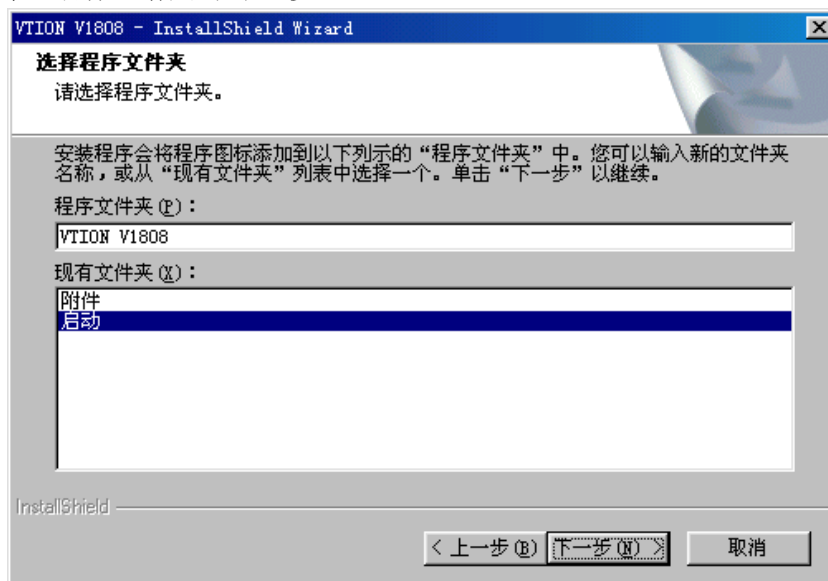 VTION V1808 - InstallShield Wizard
选择程序文件夹
请选择程序文件夹。
安装程序会将程序图标添加到以下列示的“程序文件夹”中。您可以输入新的文件夹
名称，或从“现有文件夹”列表中选择一个。单击“下一步”以继续。
程序文件夹(P)：
VTION V1808
现有文件夹(X)：
附件
启动
InstallShield
< 上一步(B) 下一步(N) > 取消